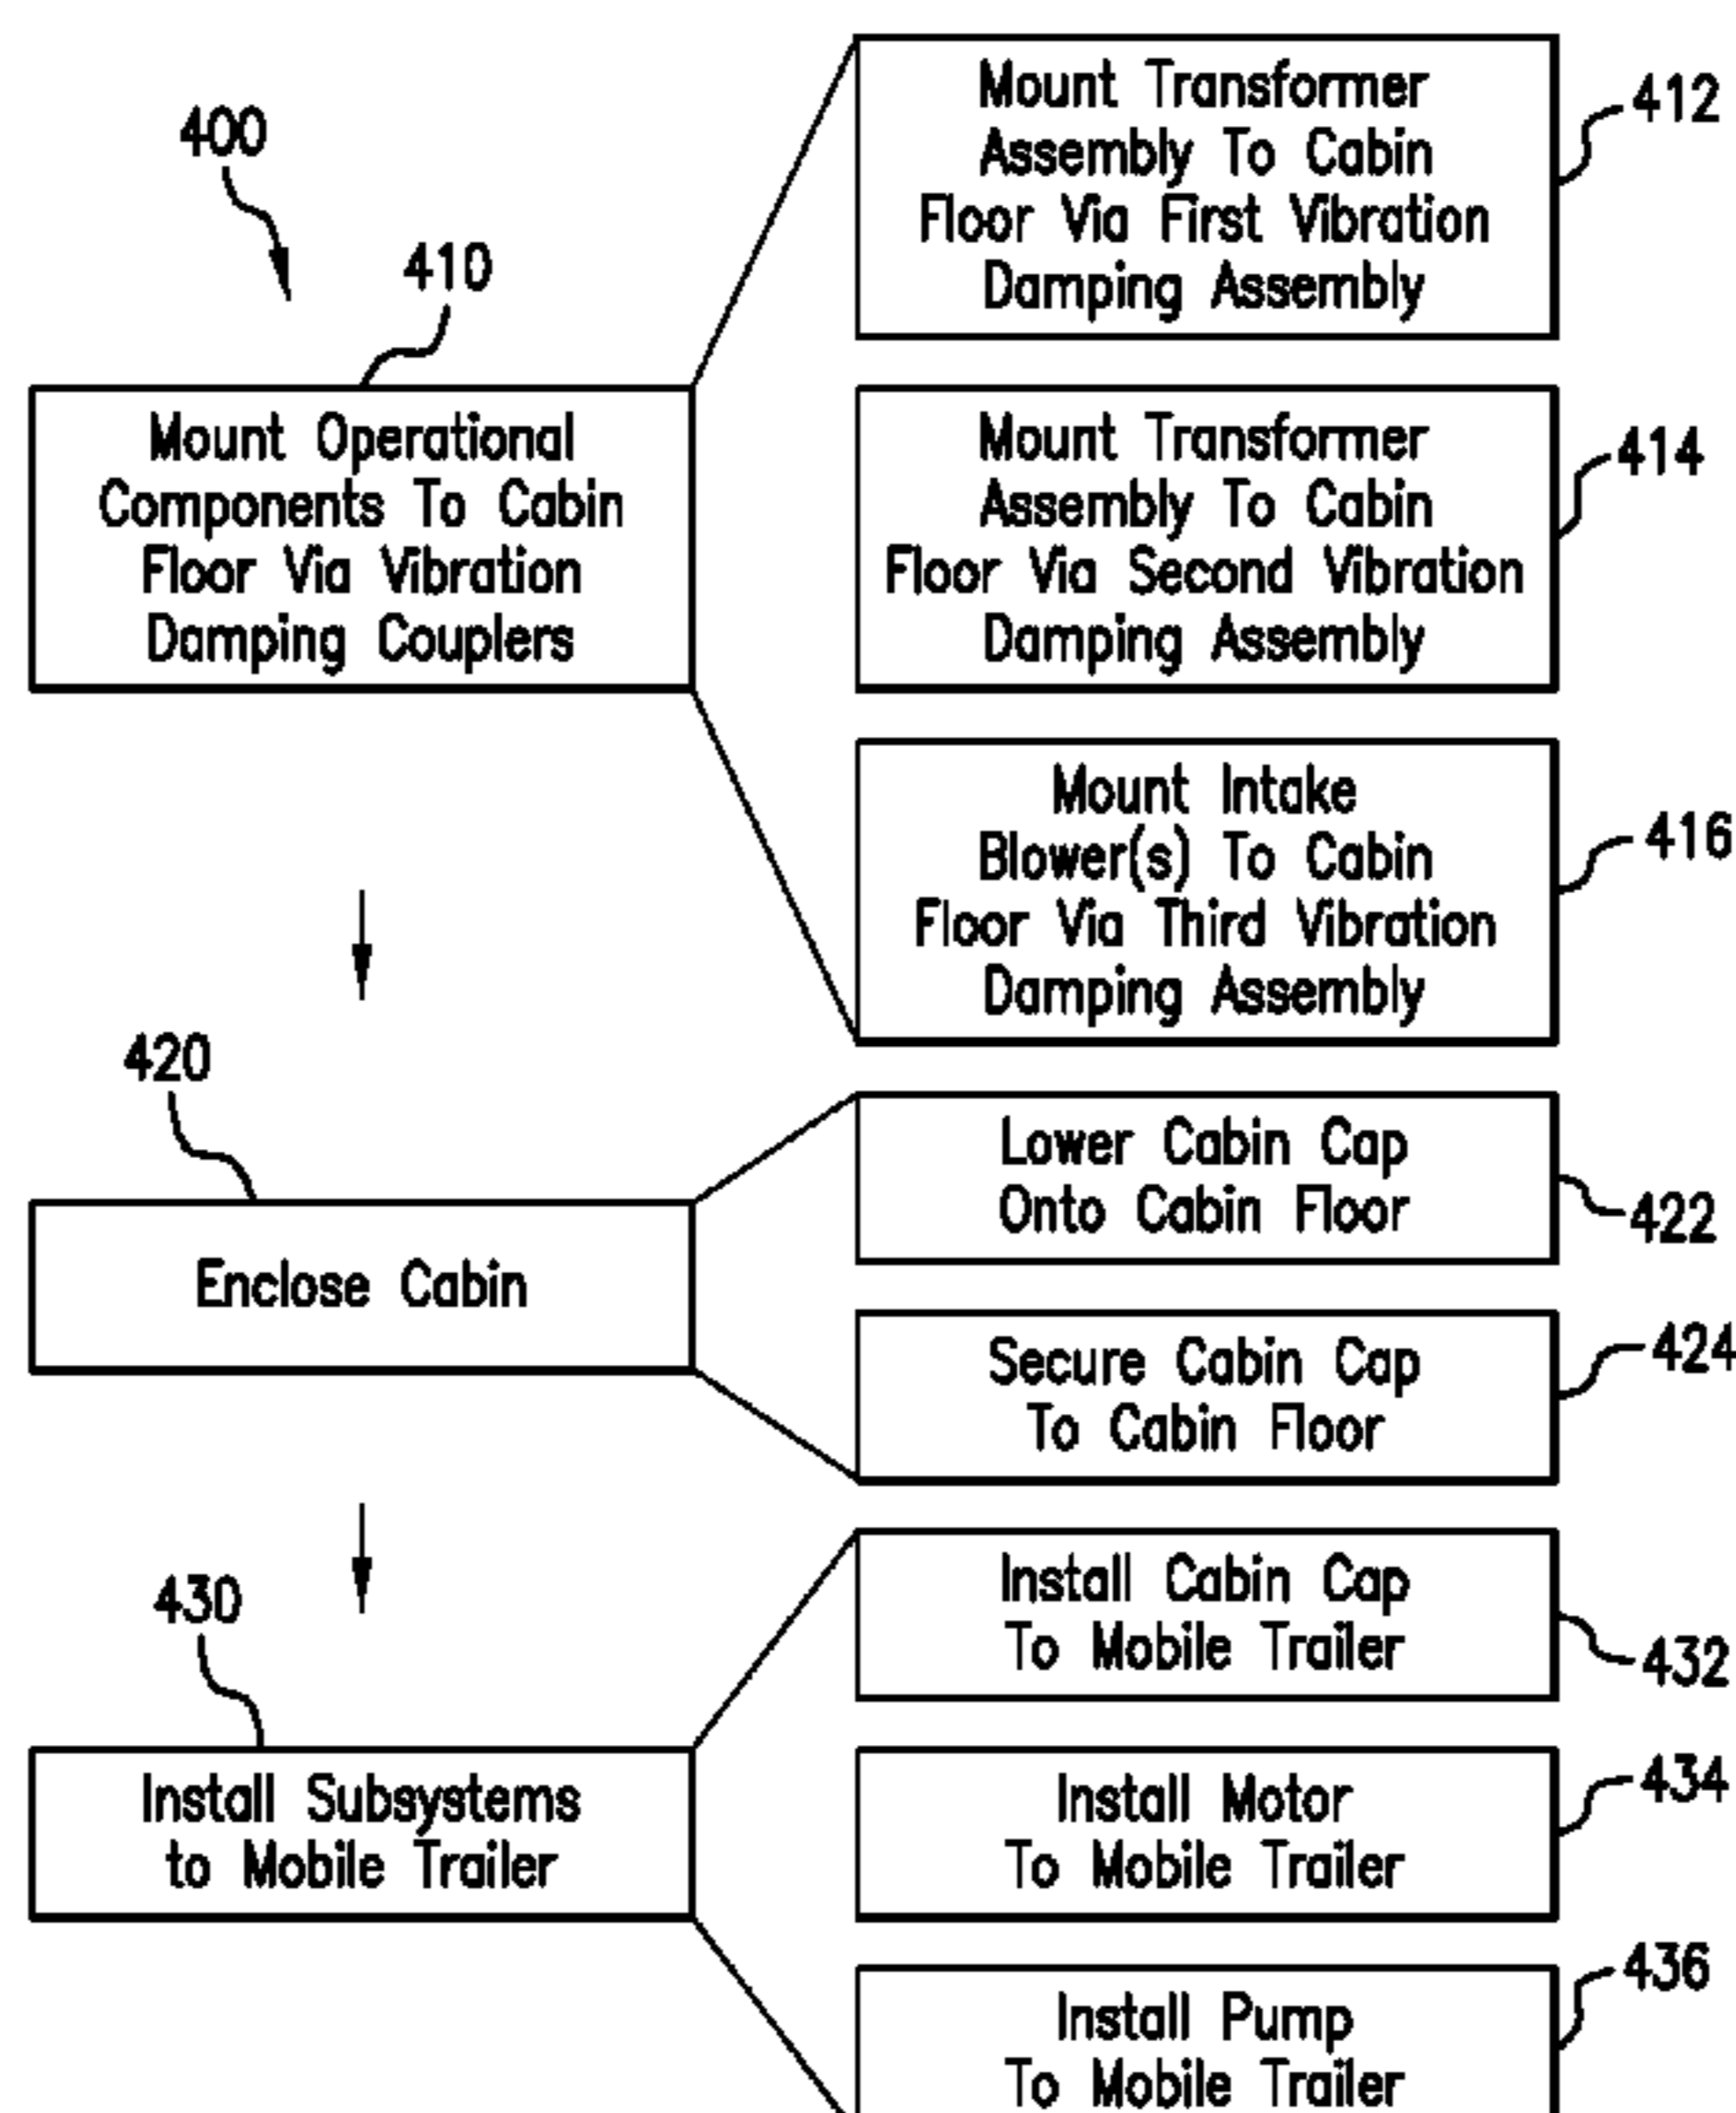 400
410
Mount Operational
Components To Cabin
Floor Via Vibration
Damping Couplers
Mount Transformer
Assembly To Cabin
Floor Via First Vibration
Damping Assembly
412
Mount Transformer
Assembly To Cabin
Floor Via Second Vibration
Damping Assembly
414
Mount Intake
Blower(s) To Cabin
Floor Via Third Vibration
Damping Assembly
416
420
Enclose Cabin
Lower Cabin Cap
Onto Cabin Floor
422
Secure Cabin Cap
To Cabin Floor
424
430
Install Subsystems
to Mobile Trailer
Install Cabin Cap
To Mobile Trailer
432
Install Motor
To Mobile Trailer
434
Install Pump
To Mobile Trailer
436